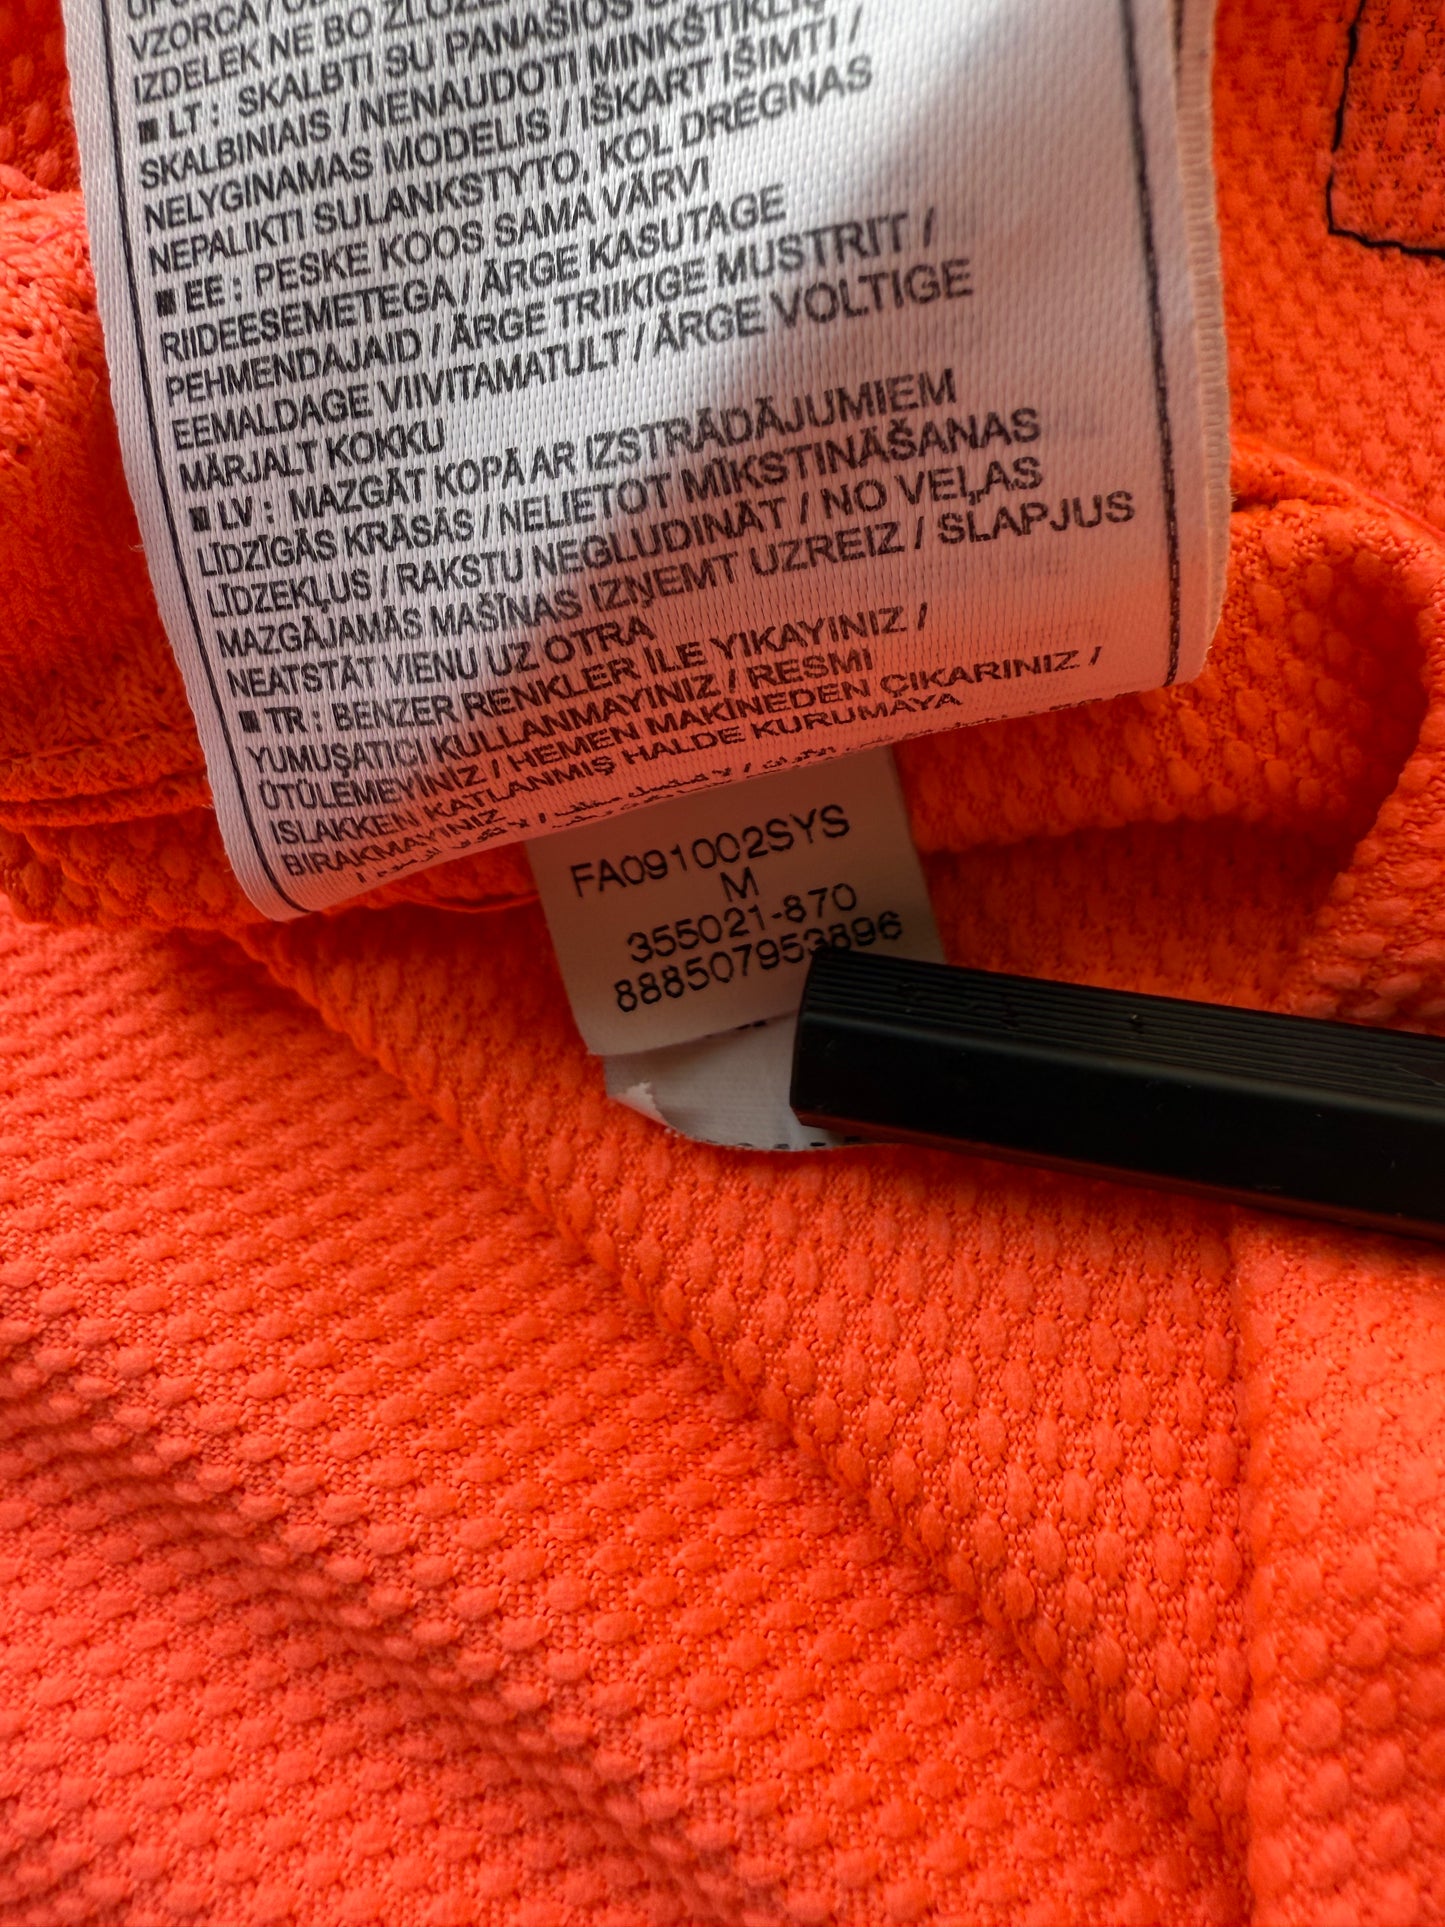 VZORCA /
IZDELEK NE BO ZLOŽEN
■ LT : SKALBTI SU PANAŠIOS
SKALBINIAIS / NENAUDOTI MINKŠTIKLIO
NELYGINAMAS MODELIS / IŠKART IŠIMTI /
NEPALIKTI SULANKSTYTO, KOL DRĖGNAS
■ EE : PESKE KOOS SAMA VÄRVI
RIIDEESEMETEGA / ÄRGE KASUTAGE
PEHMENDAJAID / ÄRGE TRIIKIGE MUSTRIT /
EEMALDAGE VIIVITAMATULT / ÄRGE VOLTIGE
MÄRJALT KOKKU
■ LV : MAZGĀT KOPĀ AR IZSTRĀDĀJUMIEM
LĪDZĪGĀS KRĀSĀS / NELIETOT MĪKSTINĀŠANAS
LĪDZEKĻUS / RAKSTU NEGLUDINĀT / NO VEĻAS
MAZGĀJAMĀS MAŠĪNAS IZŅEMT UZREIZ / SLAPJUS
NEATSTĀT VIENU UZ OTRA
■ TR : BENZER RENKLER İLE YIKAYINIZ /
YUMUŞATICI KULLANMAYINIZ / RESMI
ÜTÜLEMEYİNİZ / HEMEN MAKİNEDEN ÇIKARINIZ /
ISLAKKEN KATLANMIŞ HALDE KURUMAYA
BIRAKMAYINIZ
FA091002SYS
M
355021-870
888507953896